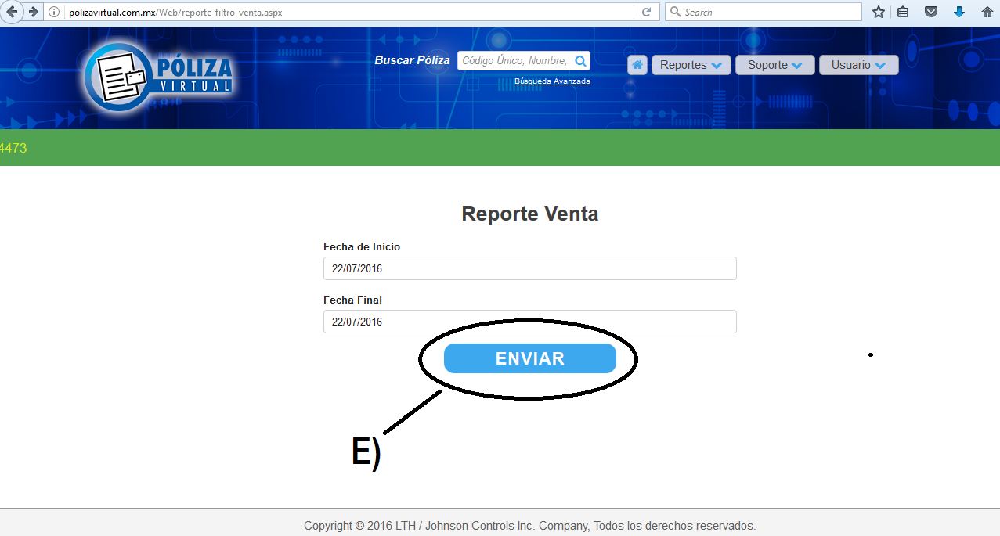 polizavirtual.com.mx/Web/reporte-filtro-venta.aspx
Search
PÓLIZA
VIRTUAL
Buscar Póliza
Código Único, Nombre,
Búsqueda Avanzada
Reportes
Soporte
Usuario
4473
Reporte Venta
Fecha de Inicio
22/07/2016
Fecha Final
22/07/2016
ENVIAR
E)
Copyright © 2016 LTH / Johnson Controls Inc. Company, Todos los derechos reservados.